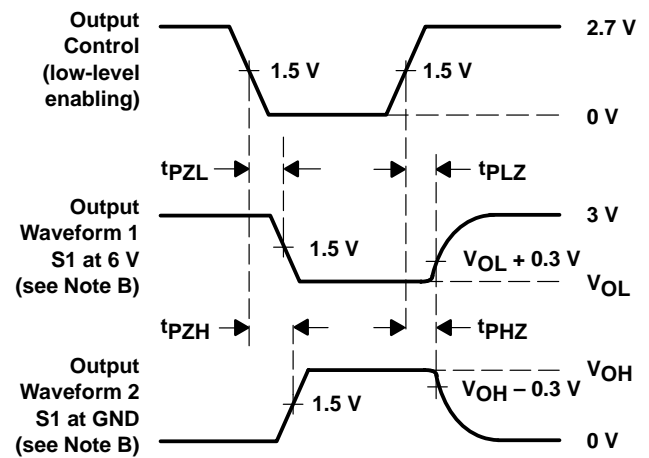 Output
Control
(low-level
enabling)
2.7 V
1.5 V
1.5 V
0 V
tPZL
tPLZ
Output
Waveform 1
S1 at 6 V
(see Note B)
3 V
1.5 V
VOL + 0.3 V
VOL
tPZH
tPHZ
Output
Waveform 2
S1 at GND
(see Note B)
VOH
VOH – 0.3 V
1.5 V
0 V